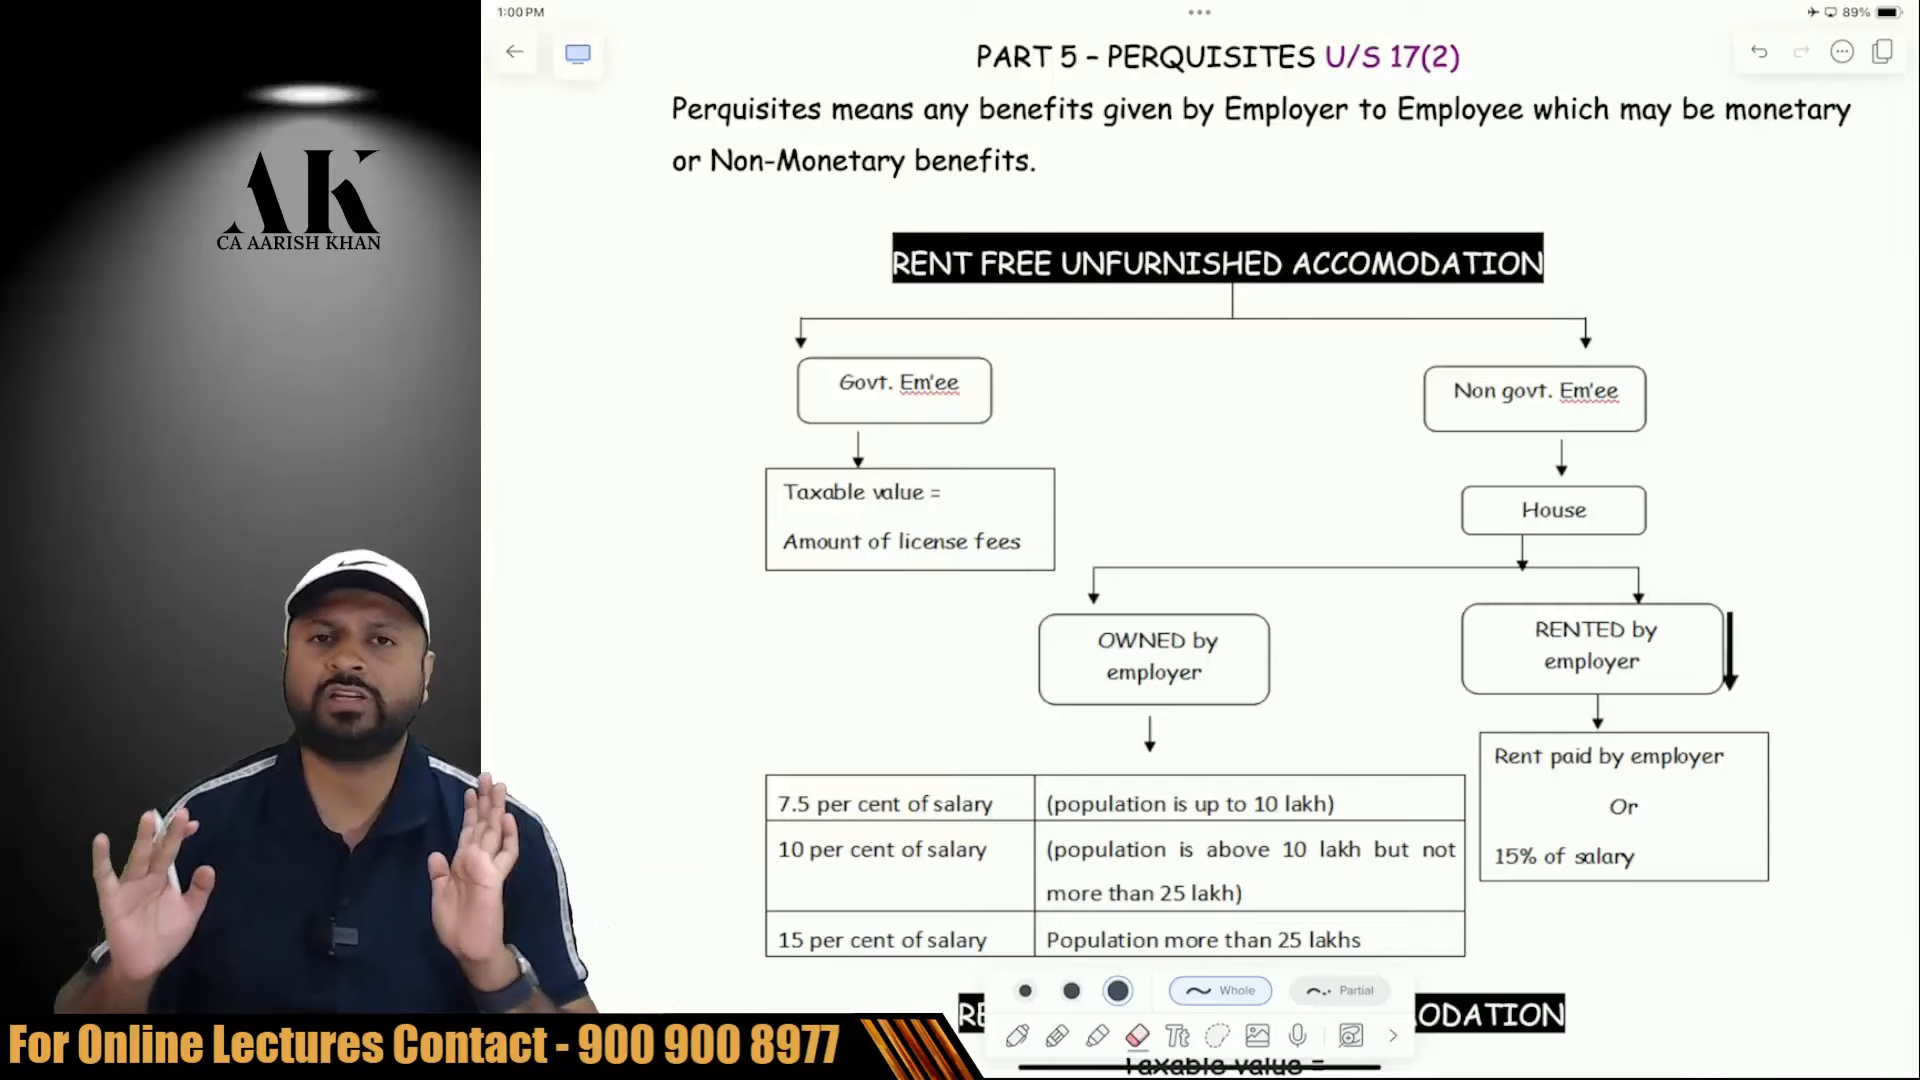 1:00 PM
89%
PART 5 – PERQUISITES U/S 17(2)
Perquisites means any benefits given by Employer to Employee which may be monetary
or Non-Monetary benefits.
AK
CA AARISH KHAN
RENT FREE UNFURNISHED ACCOMODATION
Govt. Em'ee
Non govt. Em'ee
Taxable value =
Amount of license fees
House
OWNED by
employer
RENTED by
employer
Rent paid by employer
Or
15% of salary
7.5 per cent of salary
(population is up to 10 lakh)
10 per cent of salary
(population is above 10 lakh but not
more than 25 lakh)
15 per cent of salary
Population more than 25 lakhs
Whole
Partial
RE
ODATION
Tt
Taxable value =
For Online Lectures Contact - 900 900 8977